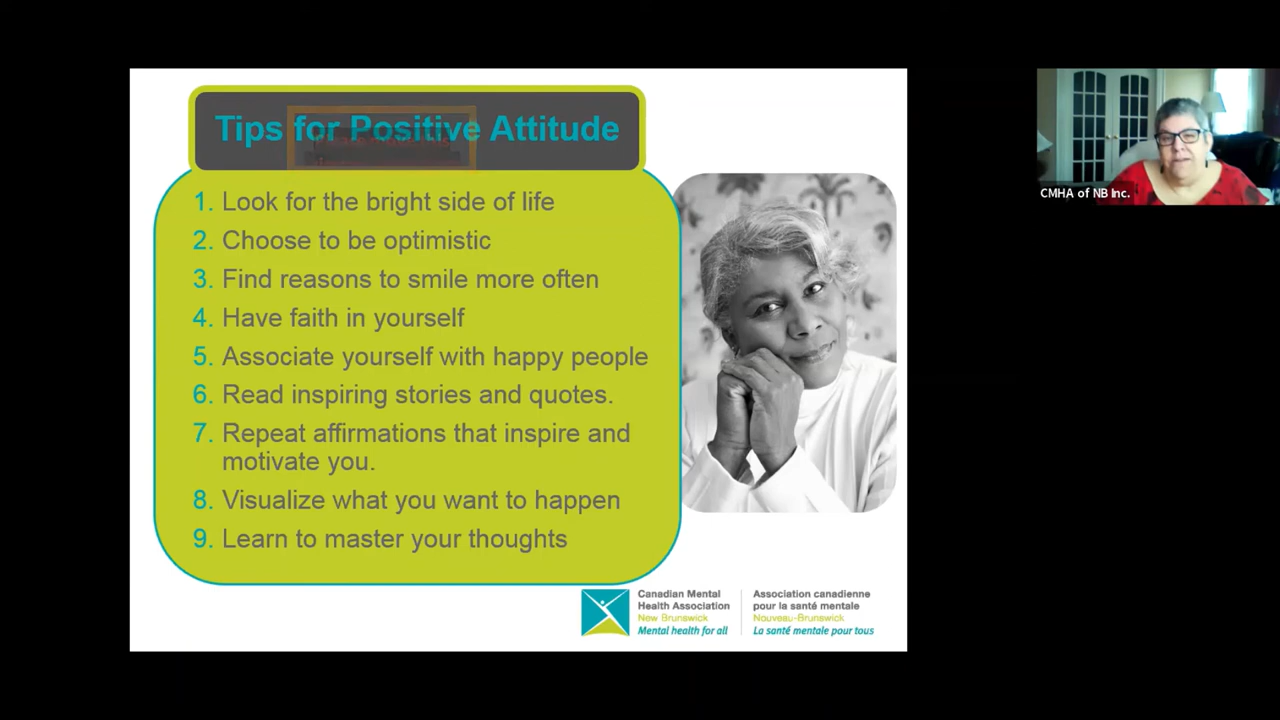 Tips for Positive Attitude
1. Look for the bright side of life
2. Choose to be optimistic
3. Find reasons to smile more often
4. Have faith in yourself
5. Associate yourself with happy people
6. Read inspiring stories and quotes.
7. Repeat affirmations that inspire and
motivate you.
8. Visualize what you want to happen
9. Learn to master your thoughts
Canadian Mental
Health Association
New Brunswick
Mental health for all
Association canadienne
pour la santé mentale
Nouveau-Brunswick
La santé mentale pour tous
CMHA of NB Inc.